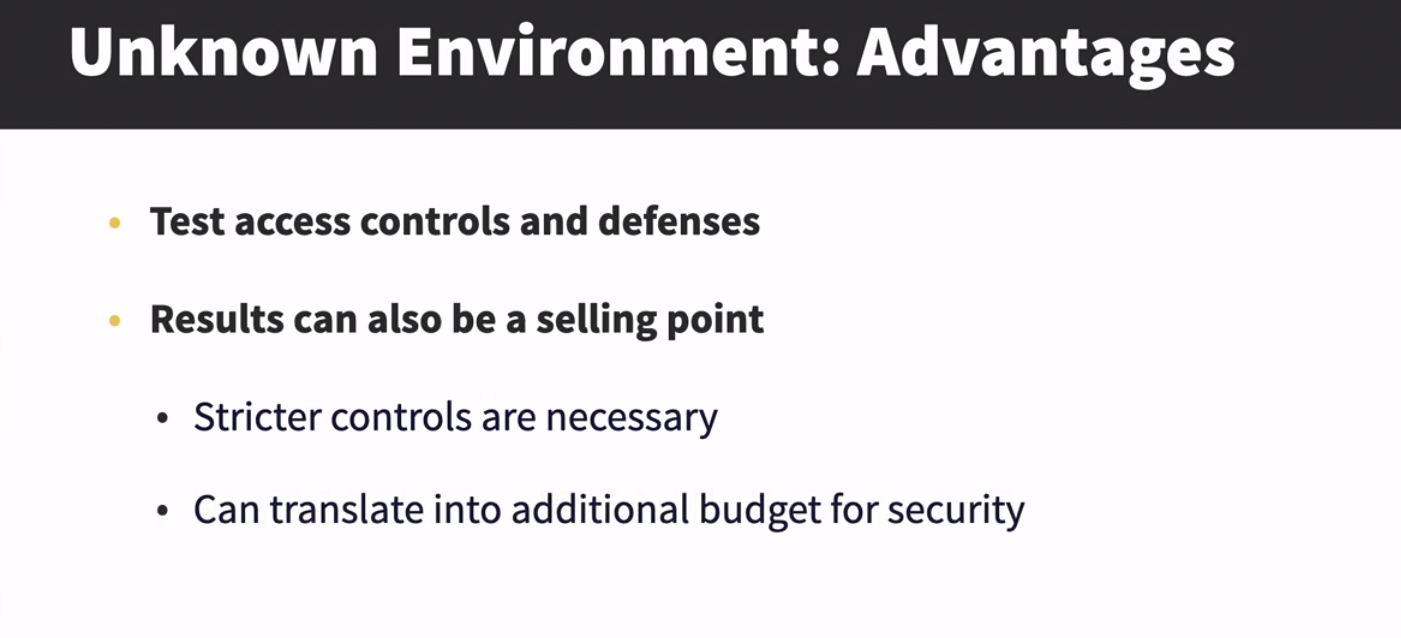 Unknown Environment: Advantages
• Test access controls and defenses
• Results can also be a selling point
• Stricter controls are necessary
• Can translate into additional budget for security